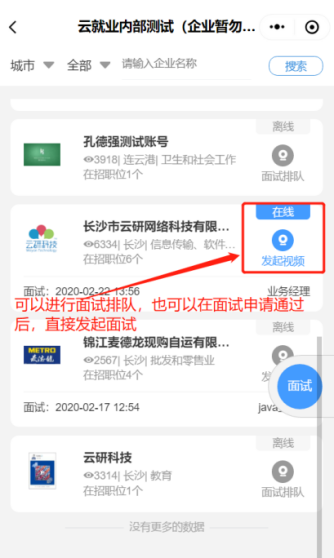 云就业内部测试（企业暂勿...
城市 全部 请输入企业名称 搜索
离线
孔德强测试账号
3918| 连云港| 卫生和社会工作
在招职位1个 面试排队
在线
长沙市云研网络科技有限...
6334| 长沙| 信息传输、软件...
在招职位6个 发起视频
面试：2020-02-22 13:56 业务经理
可以进行面试排队，也可以在面试申请通过
后，直接发起面试
离线
锦江麦德龙现购自运有限...
2567| 长沙| 批发和零售业
在招职位1个
面试
面试：2020-02-17 12:54 java
离线
云研科技
3314| 长沙| 教育
在招职位1个 面试排队
没有更多的数据
云研科技
METRO